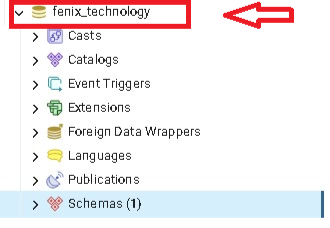 fenix_technology
Casts
Catalogs
Event Triggers
Extensions
Foreign Data Wrappers
Languages
Publications
Schemas (1)